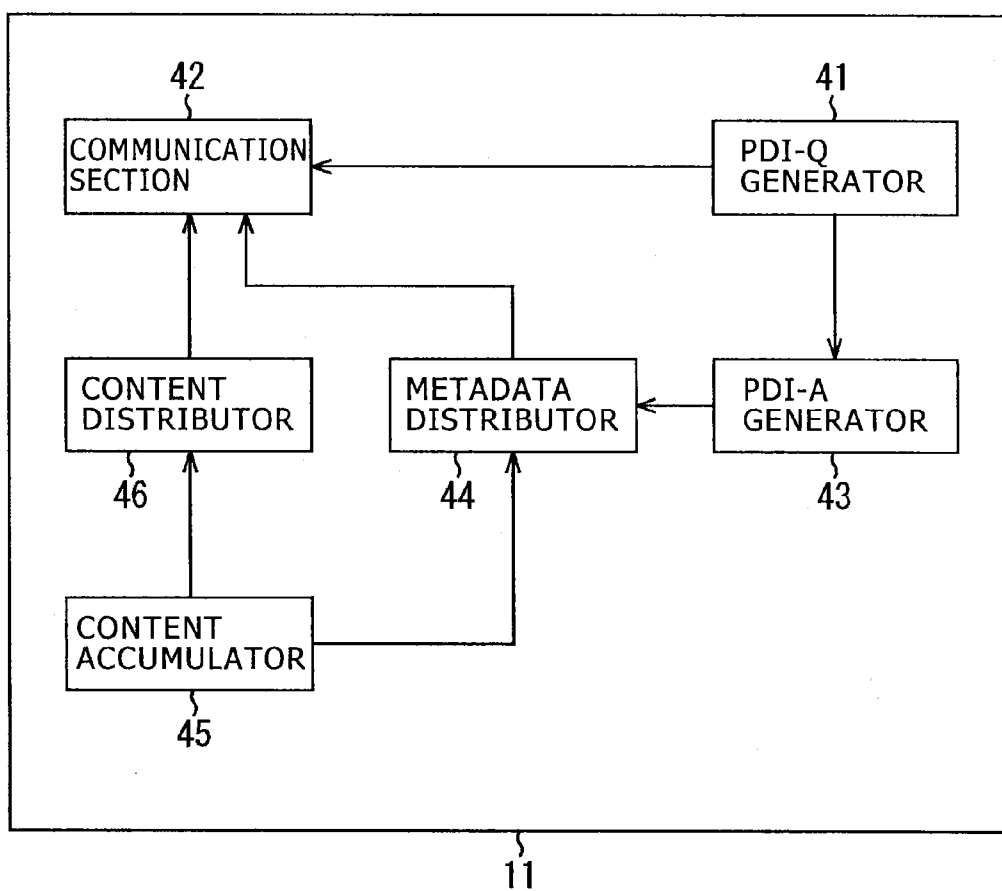 42
41
COMMUNICATION
SECTION
PDI-Q
GENERATOR
CONTENT
DISTRIBUTOR
METADATA
DISTRIBUTOR
PDI-A
GENERATOR
46
44
43
CONTENT
ACCUMULATOR
45
11